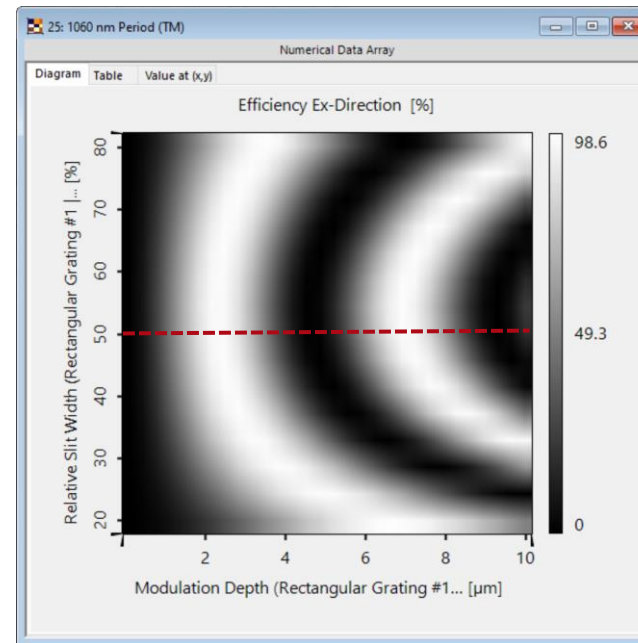 25: 1060 nm Period (TM)
Numerical Data Array
Diagram Table Value at (x,y)
Efficiency Ex-Direction [%]
Relative Slit Width (Rectangular Grating #1 |... [%]
80
70
60
50
40
30
20
2 4 6 8 10
Modulation Depth (Rectangular Grating #1... [µm]
98.6
49.3
0